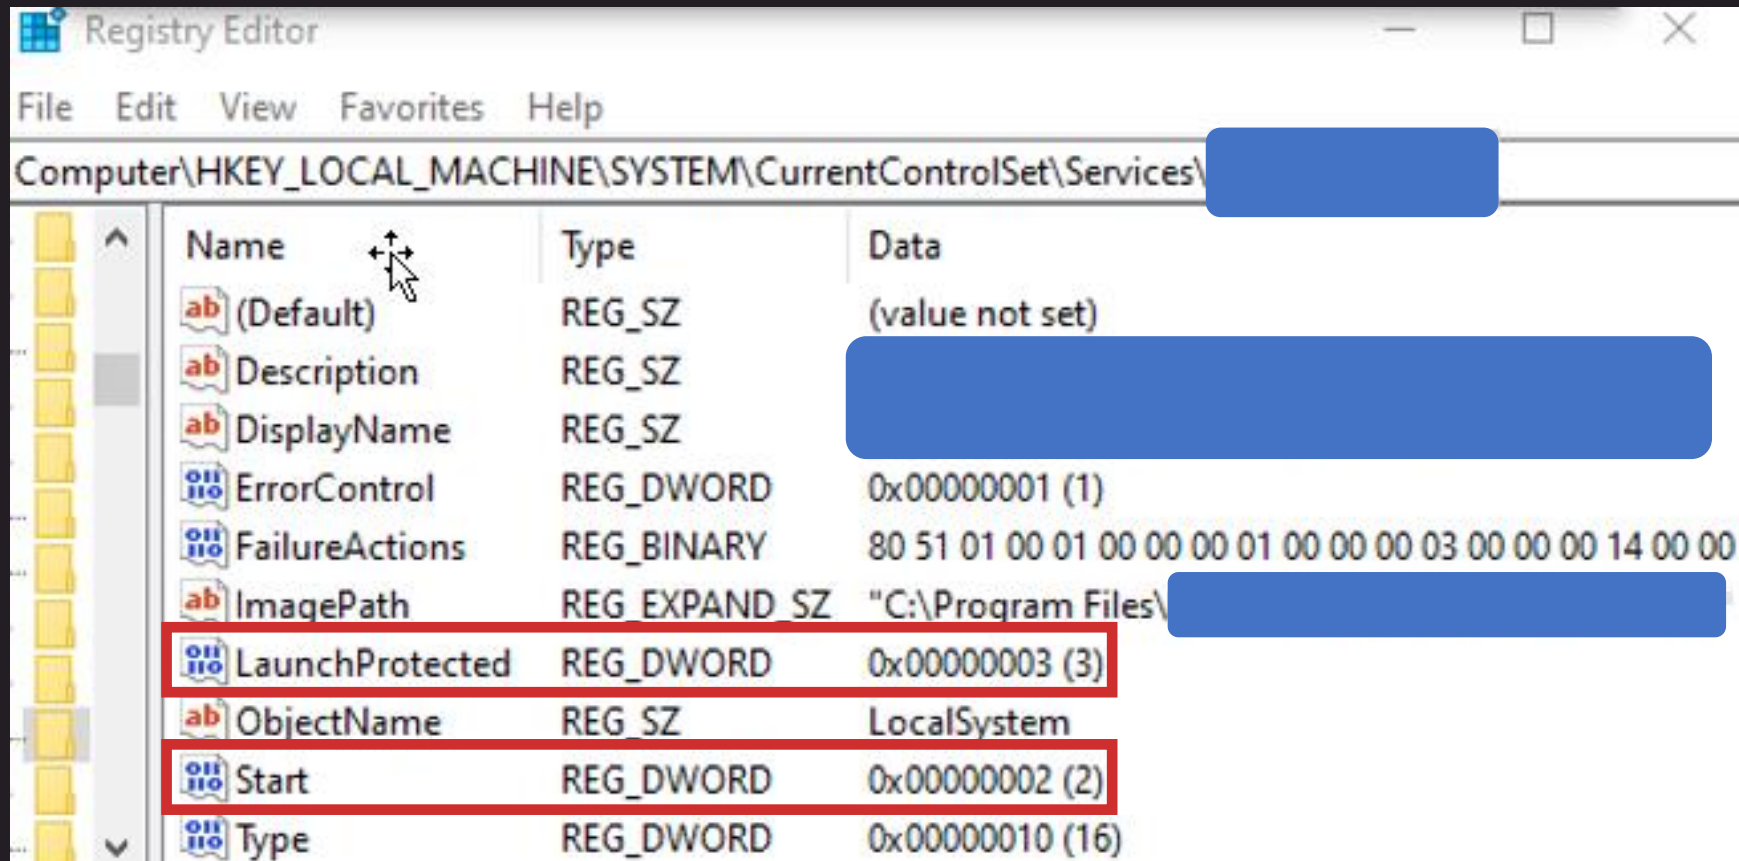 Registry Editor
File Edit View Favorites Help
Computer\HKEY_LOCAL_MACHINE\SYSTEM\CurrentControlSet\Services\
Name Type Data
(Default) REG_SZ (value not set)
Description REG_SZ
DisplayName REG_SZ
ErrorControl REG_DWORD 0x00000001 (1)
FailureActions REG_BINARY 80 51 01 00 01 00 00 00 01 00 00 00 03 00 00 00 14 00 00
ImagePath REG_EXPAND_SZ "C:\Program Files\
LaunchProtected REG_DWORD 0x00000003 (3)
ObjectName REG_SZ LocalSystem
Start REG_DWORD 0x00000002 (2)
Type REG_DWORD 0x00000010 (16)